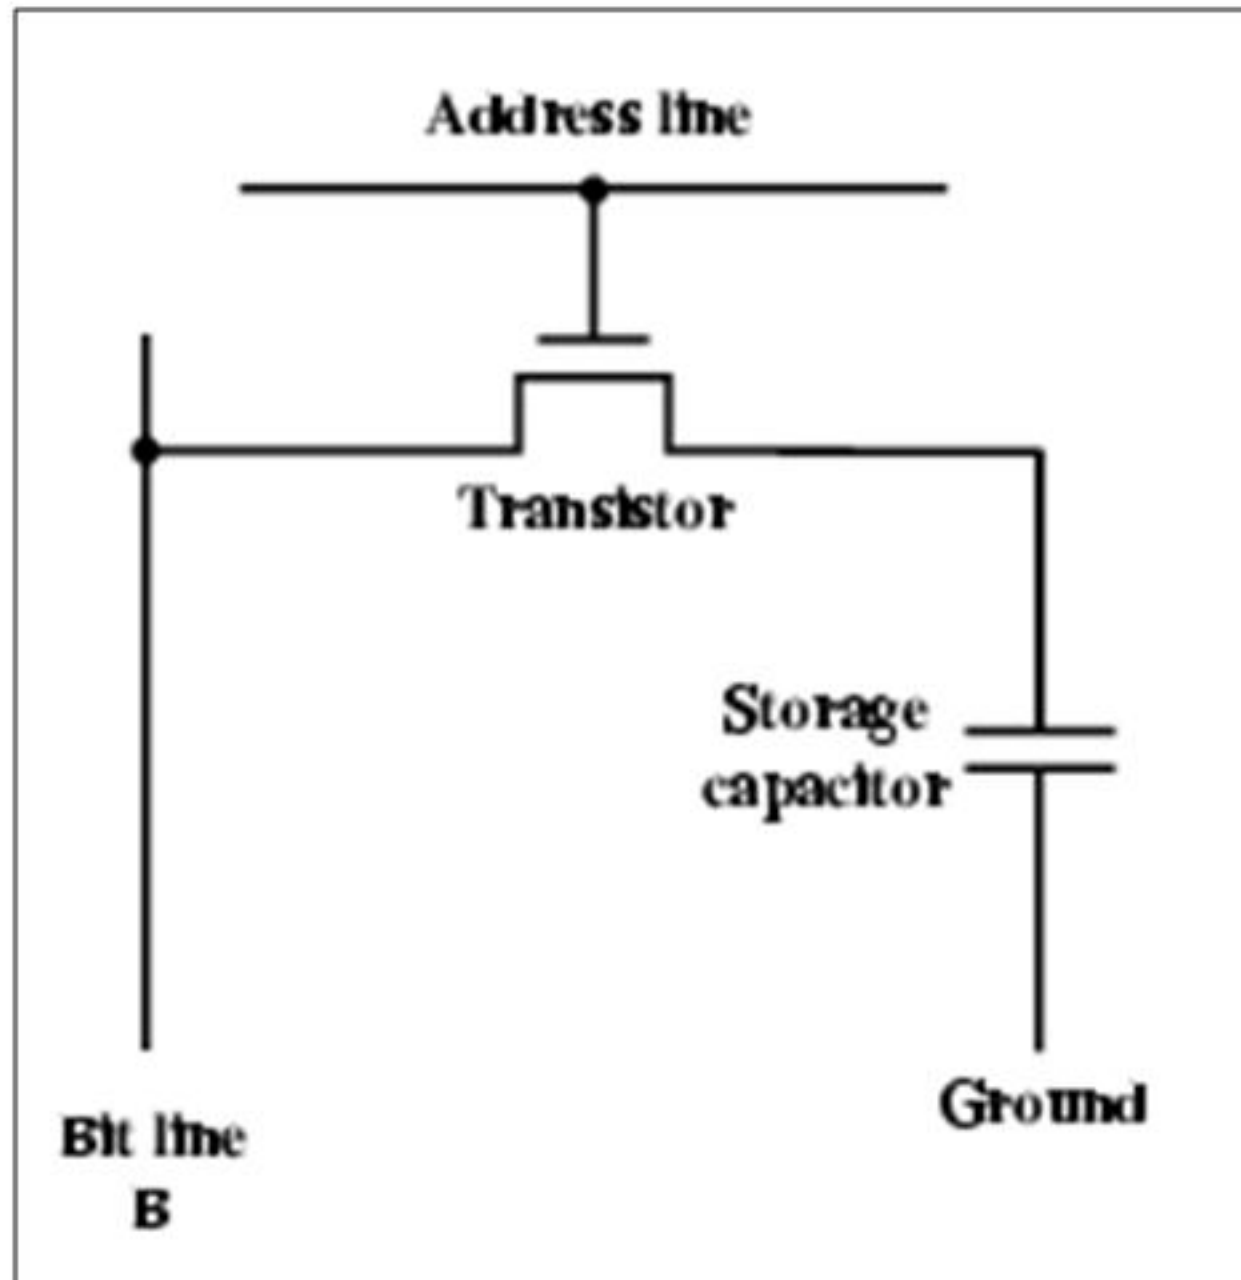 Address line
Transistor
Storage
capacitor
Ground
Bit line
B